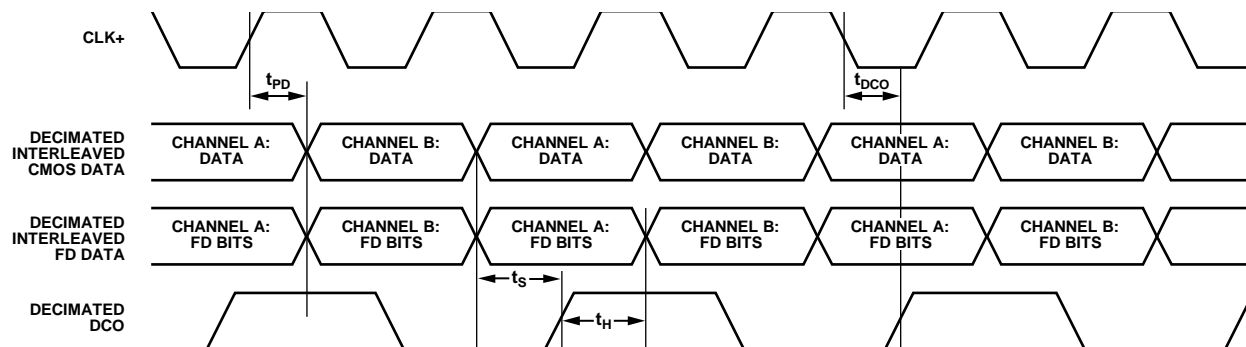 CLK+
tPD
tDCO
DECIMATED
INTERLEAVED
CMOS DATA
CHANNEL A:
DATA
CHANNEL B:
DATA
CHANNEL A:
DATA
CHANNEL B:
DATA
CHANNEL A:
DATA
CHANNEL B:
DATA
DECIMATED
INTERLEAVED
FD DATA
CHANNEL A:
FD BITS
CHANNEL B:
FD BITS
CHANNEL A:
FD BITS
CHANNEL B:
FD BITS
CHANNEL A:
FD BITS
CHANNEL B:
FD BITS
tS
tH
DECIMATED
DCO